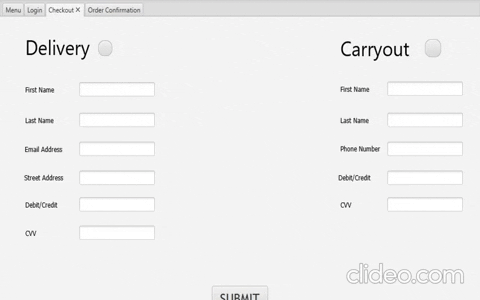 Menu Login Checkout X Order Confirmation
Delivery
First Name
Last Name
Email Address
Street Address
Debit/Credit
CVV
Carryout
First Name
Last Name
Phone Number
Debit/Credit
CVV
SUBMIT
clideo.com